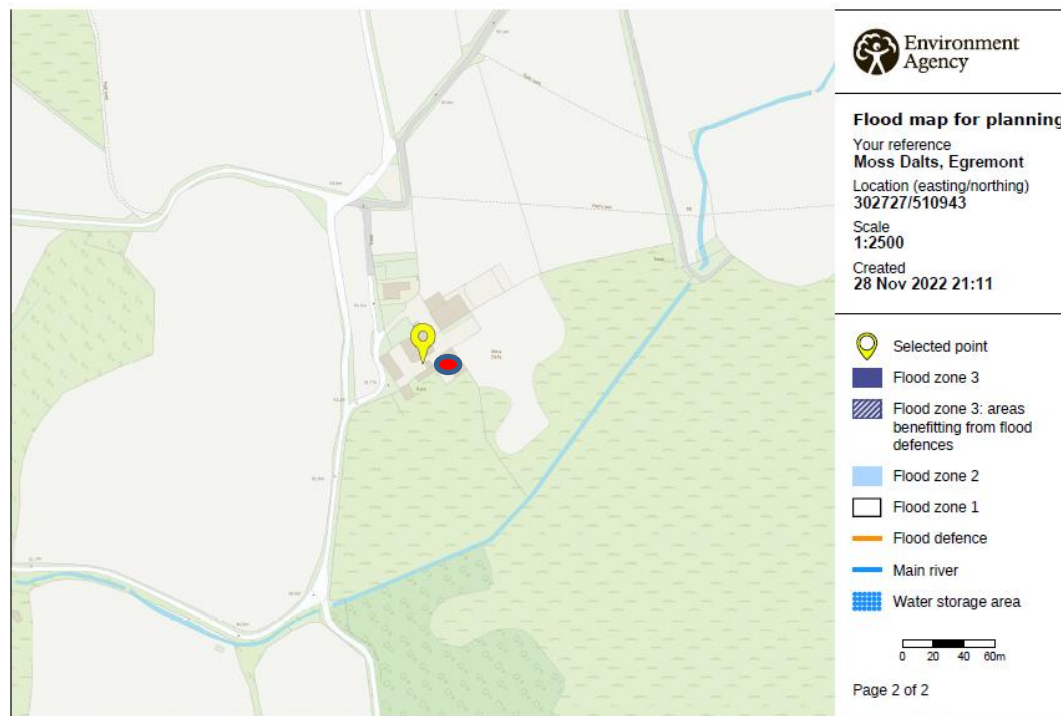 Environment
Agency
Flood map for planning
Your reference
Moss Dalts, Egremont
Location (easting/northing)
302727/510943
Scale
1:2500
Created
28 Nov 2022 21:11
Selected point
Flood zone 3
Flood zone 3: areas
benefitting from flood
defences
Flood zone 2
Flood zone 1
Flood defence
Main river
Water storage area
0 20 40 60m
Page 2 of 2
Moss
Dalts